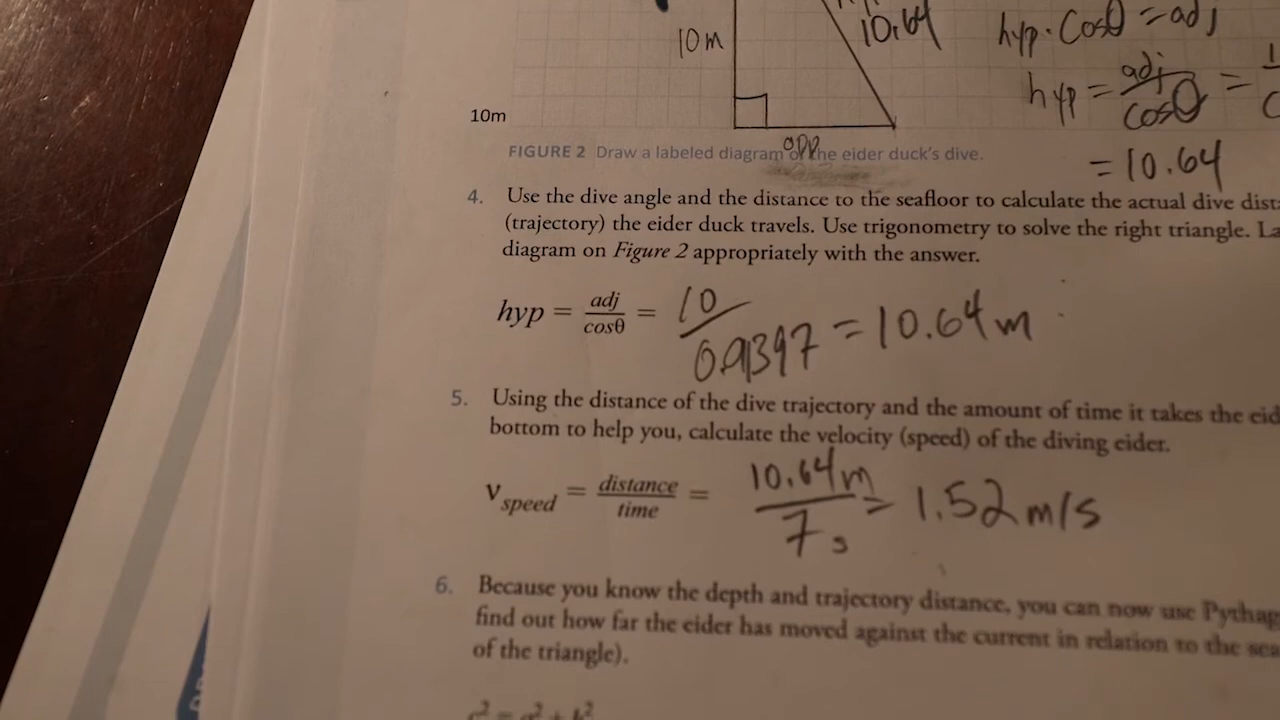 10m
10.64
hyp · Cosθ = adj
hyp = adj/cosθ =
= 10.64
10m
opp
FIGURE 2 Draw a labeled diagram of the eider duck's dive.
4. Use the dive angle and the distance to the seafloor to calculate the actual dive dist
(trajectory) the eider duck travels. Use trigonometry to solve the right triangle. La
diagram on Figure 2 appropriately with the answer.
hyp = adj/cosθ = 10/0.9397 = 10.64 m
5. Using the distance of the dive trajectory and the amount of time it takes the eid
bottom to help you, calculate the velocity (speed) of the diving eider.
V speed = distance/time = 10.64m/7s = 1.52 m/s
6. Because you know the depth and trajectory distance, you can now use Pythag
find out how far the eider has moved against the current in relation to the sea
of the triangle).